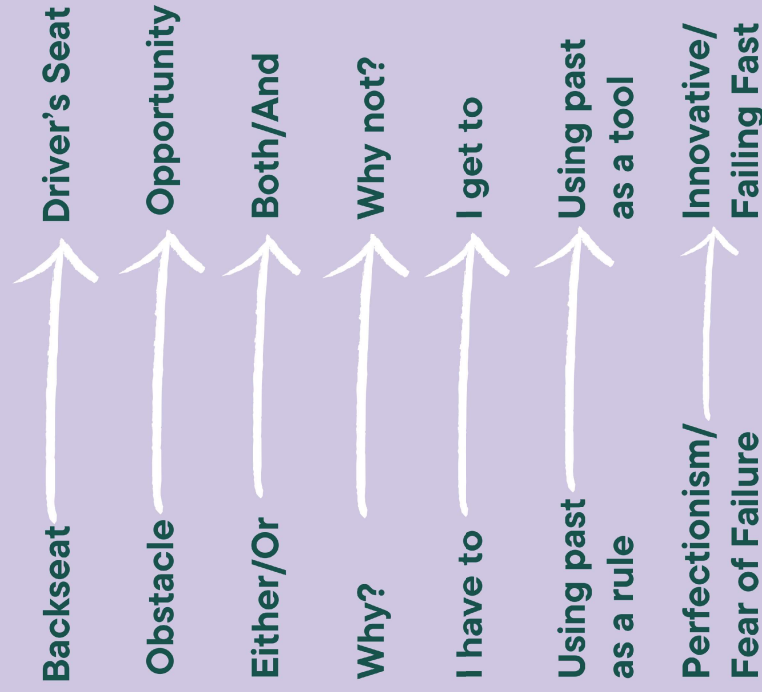 Backseat
Driver's Seat
Obstacle
Opportunity
Either/Or
Both/And
Why?
Why not?
I have to
I get to
Using past
as a rule
Using past
as a tool
Perfectionism/
Fear of Failure
Innovative/
Failing Fast